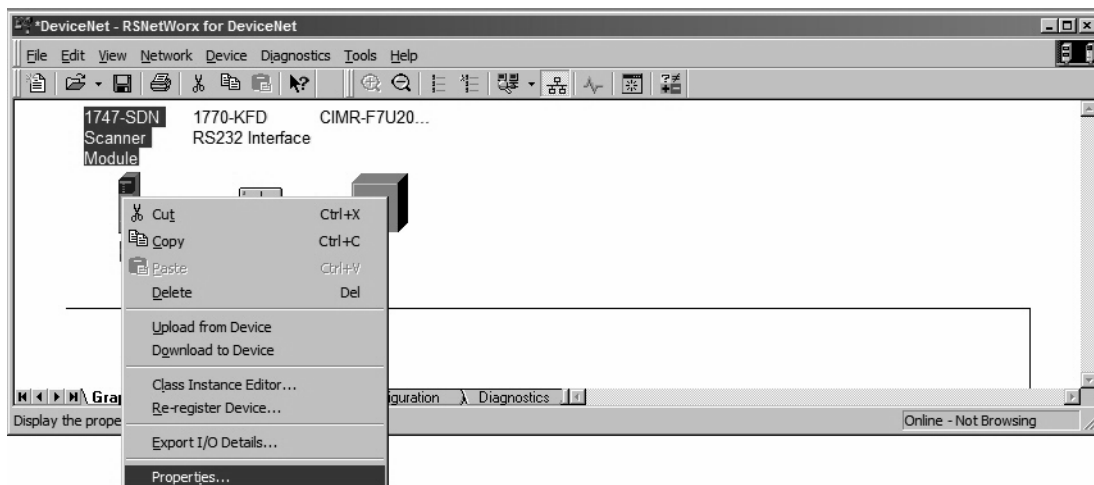 *DeviceNet - RSNetWorx for DeviceNet
File Edit View Network Device Diagnostics Tools Help
1747-SDN 1770-KFD CIMR-F7U20...
Scanner RS232 Interface
Module
Cut Ctrl+X
Copy Ctrl+C
Paste Ctrl+V
Delete Del
Upload from Device
Download to Device
Class Instance Editor...
Re-register Device...
Export I/O Details...
Properties...
Diagnostics
Display the prope
Online - Not Browsing